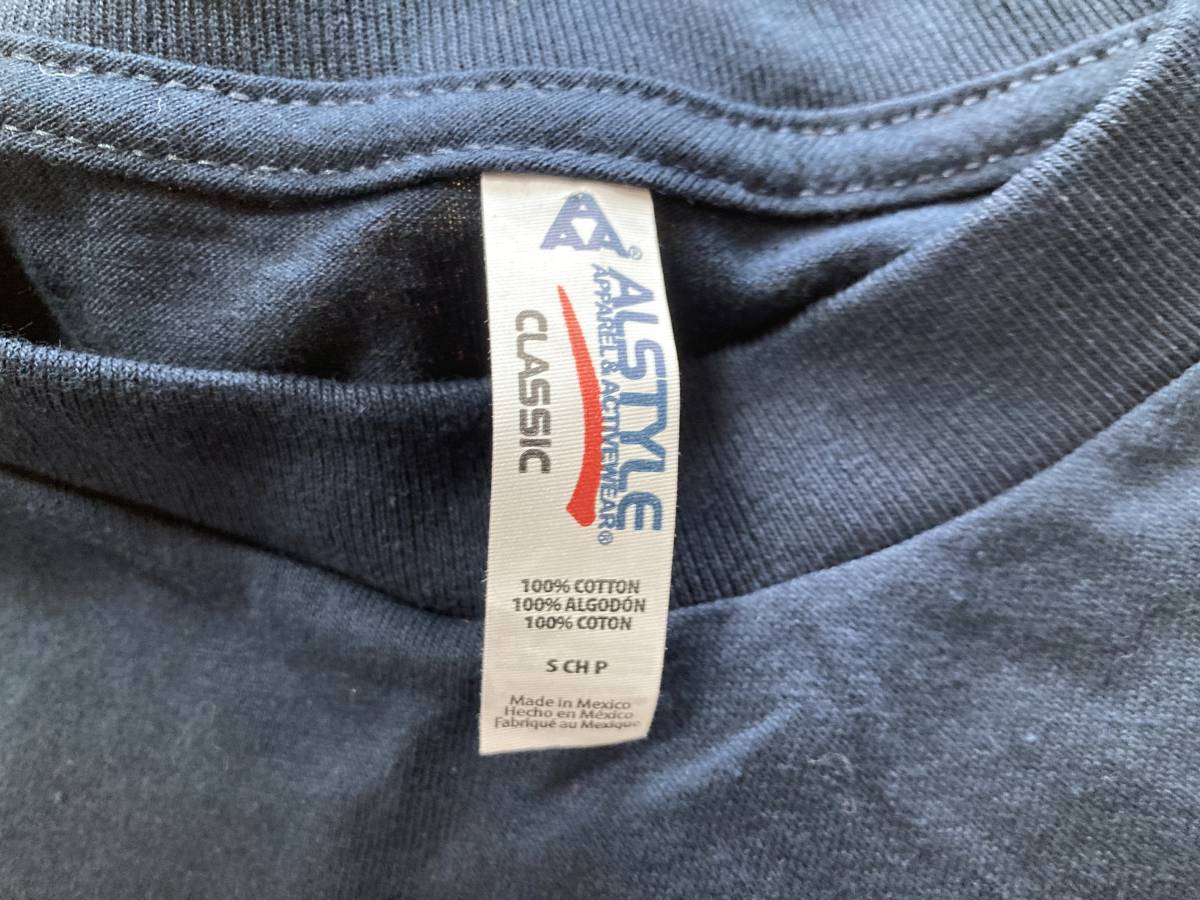 AAA®
ALSTYLE
APPAREL & ACTIVEWEAR®
CLASSIC
100% COTTON
100% ALGODÓN
100% COTON
S CH P
Made in Mexico
Hecho en México
Fabriqué au Mexique